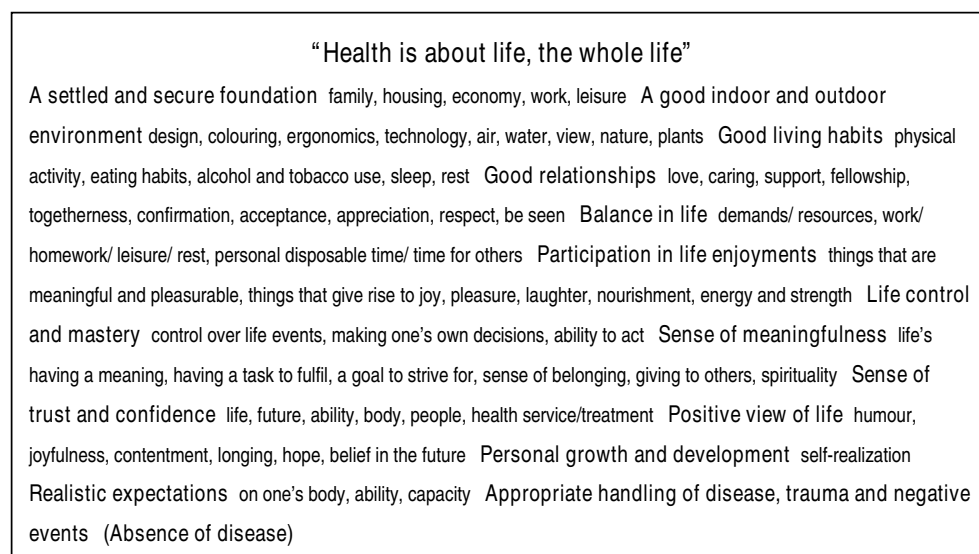 “Health is about life, the whole life”
A settled and secure foundation family, housing, economy, work, leisure A good indoor and outdoor
environment design, colouring, ergonomics, technology, air, water, view, nature, plants Good living habits physical
activity, eating habits, alcohol and tobacco use, sleep, rest Good relationships love, caring, support, fellowship,
togetherness, confirmation, acceptance, appreciation, respect, be seen Balance in life demands/ resources, work/
homework/ leisure/ rest, personal disposable time/ time for others Participation in life enjoyments things that are
meaningful and pleasurable, things that give rise to joy, pleasure, laughter, nourishment, energy and strength Life control
and mastery control over life events, making one’s own decisions, ability to act Sense of meaningfulness life’s
having a meaning, having a task to fulfil, a goal to strive for, sense of belonging, giving to others, spirituality Sense of
trust and confidence life, future, ability, body, people, health service/treatment Positive view of life humour,
joyfulness, contentment, longing, hope, belief in the future Personal growth and development self-realization
Realistic expectations on one’s body, ability, capacity Appropriate handling of disease, trauma and negative
events (Absence of disease)